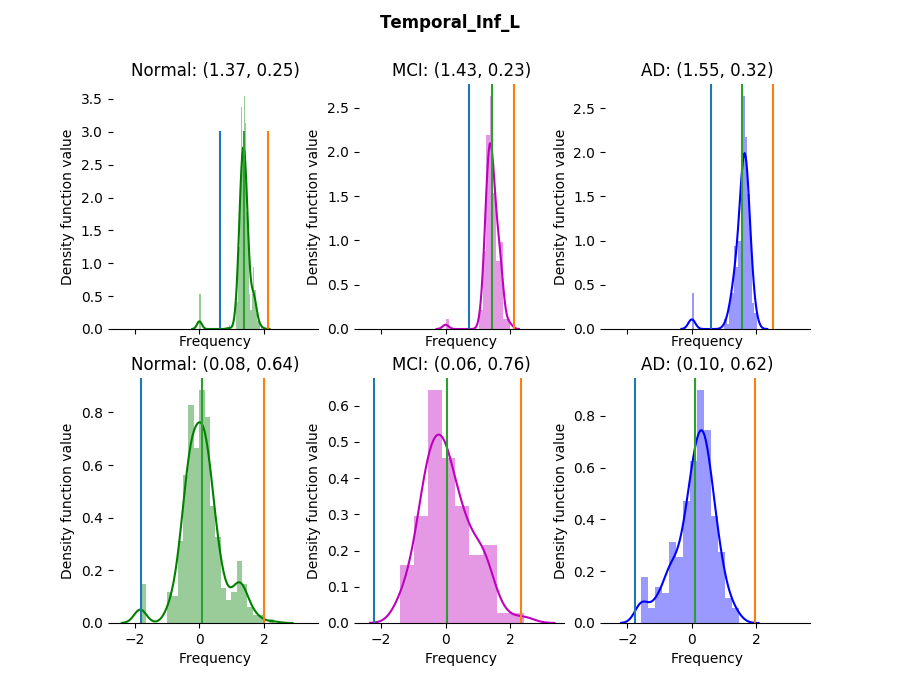 Temporal_Inf_L
Normal: (1.37, 0.25)
MCI: (1.43, 0.23)
AD: (1.55, 0.32)
Density function value
3.5
3.0
2.5
2.0
1.5
1.0
0.5
0.0
Frequency
Density function value
2.5
2.0
1.5
1.0
0.5
0.0
Frequency
Density function value
2.5
2.0
1.5
1.0
0.5
0.0
Frequency
Normal: (0.08, 0.64)
MCI: (0.06, 0.76)
AD: (0.10, 0.62)
Density function value
0.8
0.6
0.4
0.2
0.0
−2 0 2
Frequency
Density function value
0.6
0.5
0.4
0.3
0.2
0.1
0.0
−2 0 2
Frequency
Density function value
0.8
0.6
0.4
0.2
0.0
−2 0 2
Frequency